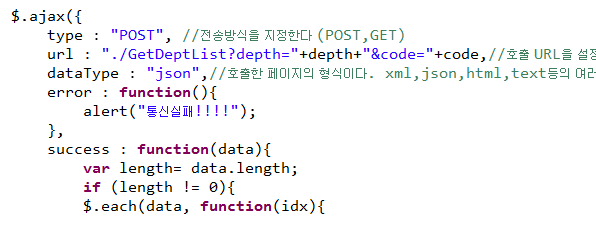 $.ajax({
type : "POST", //전송방식을 지정한다 (POST,GET)
url : "./GetDeptList?depth="+depth+"&code="+code,//호출 URL을 설정
dataType : "json",//호출한 페이지의 형식이다. xml,json,html,text등의 여러
error : function(){
alert("통신실패!!!!");
},
success : function(data){
var length= data.length;
if (length != 0){
$.each(data, function(idx){